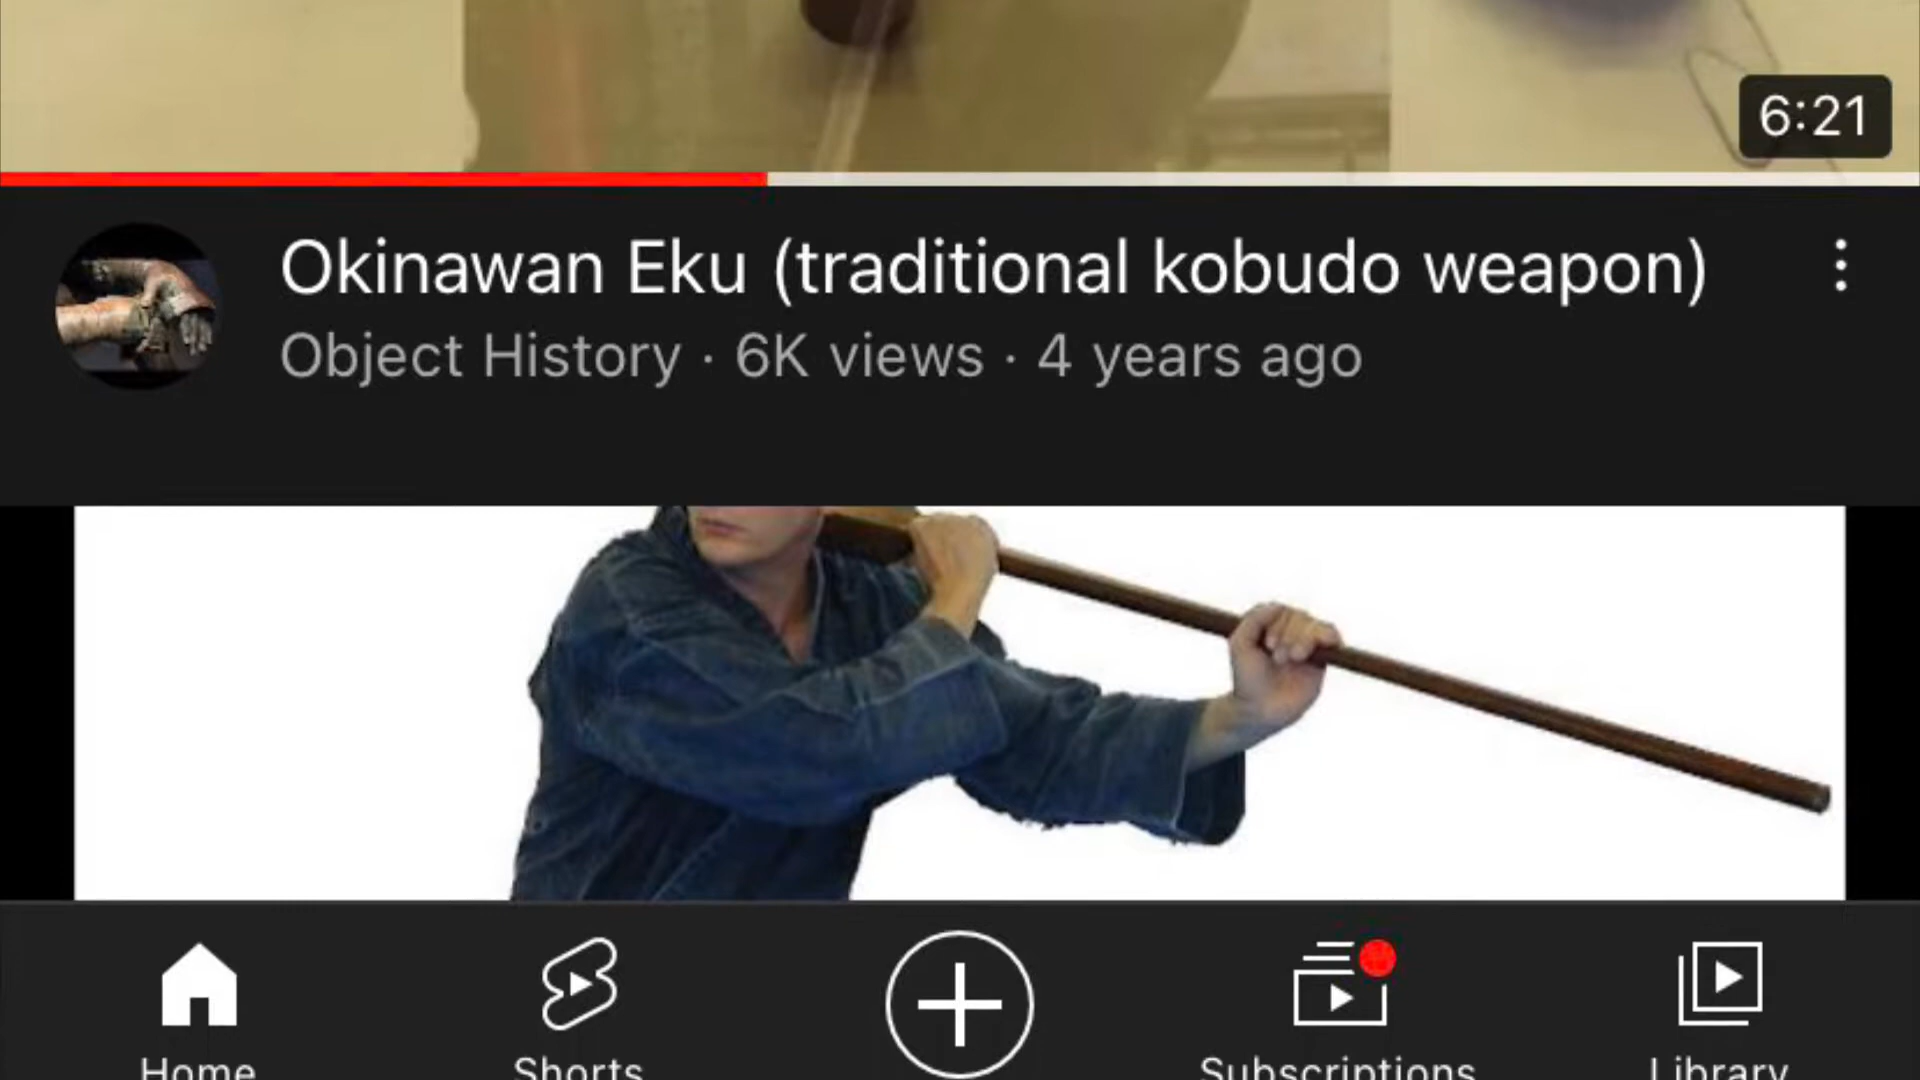 6:21
Okinawan Eku (traditional kobudo weapon)
Object History · 6K views · 4 years ago
Home
Shorts
Subscriptions
Library